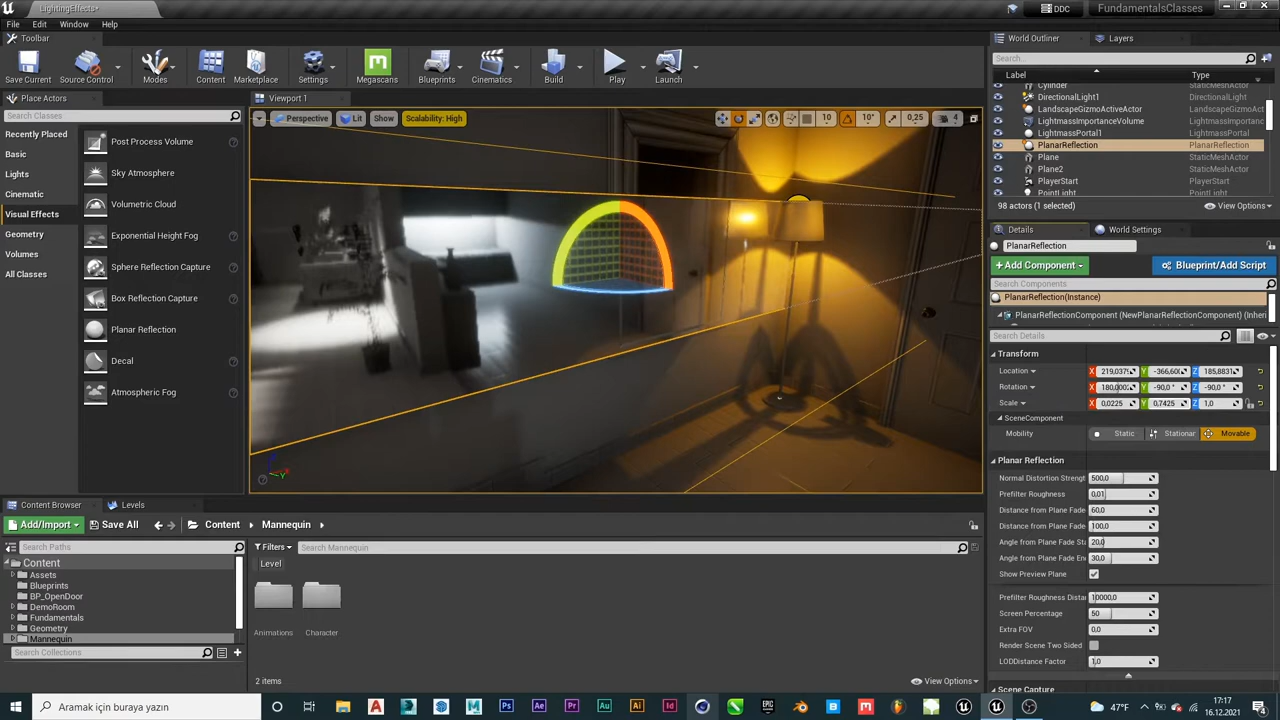 LightingEffects*
DDC
FundamentalsClasses
File Edit Window Help
Toolbar
World Outliner
Layers
Save Current
Source Control
Modes
Content
Marketplace
Settings
Megascans
Blueprints
Cinematics
Build
Play
Launch
Search...
Label
Type
Cylinder
StaticMeshActor
DirectionalLight1
DirectionalLight
LandscapeGizmoActiveActor
LandscapeGizmoAct
LightmassImportanceVolume
LightmassImportanc
LightmassPortal1
LightmassPortal
PlanarReflection
PlanarReflection
Plane
StaticMeshActor
Plane2
StaticMeshActor
PlayerStart
PlayerStart
PointLight
PointLight
98 actors (1 selected)
View Options
Place Actors
Search Classes
Recently Placed
Basic
Lights
Cinematic
Visual Effects
Geometry
Volumes
All Classes
Post Process Volume
Sky Atmosphere
Volumetric Cloud
Exponential Height Fog
Sphere Reflection Capture
Box Reflection Capture
Planar Reflection
Decal
Atmospheric Fog
Viewport 1
Perspective
Lit
Show
Scalability: High
10
10°
0,25
4
Details
World Settings
PlanarReflection
+Add Component
Blueprint/Add Script
Search Components
PlanarReflection(Instance)
PlanarReflectionComponent (NewPlanarReflectionComponent) (Inheri
Search Details
Transform
Location X 219,037 Y -366,60 Z 185,883
Rotation X 180,000 Y -90,0 ° Z -90,0 °
Scale X 0,0225 Y 0,7425 Z 1,0
SceneComponent
Mobility Static Stationar Movable
Planar Reflection
Normal Distortion Strengt 500,0
Prefilter Roughness 0,01
Distance from Plane Fade 60,0
Distance from Plane Fade 100,0
Angle from Plane Fade Sta 20,0
Angle from Plane Fade En 30,0
Show Preview Plane
Prefilter Roughness Distar 10000,0
Screen Percentage 50
Extra FOV 0,0
Render Scene Two Sided
LODDistance Factor 1,0
Scene Capture
Content Browser
Levels
Add/Import
Save All
Content
Mannequin
Search Paths
Filters
Search Mannequin
Level
Content
Assets
Blueprints
BP_OpenDoor
DemoRoom
Fundamentals
Geometry
Mannequin
Search Collections
Animations
Character
2 items
View Options
Aramak için buraya yazın
47°F
17:17
16.12.2021